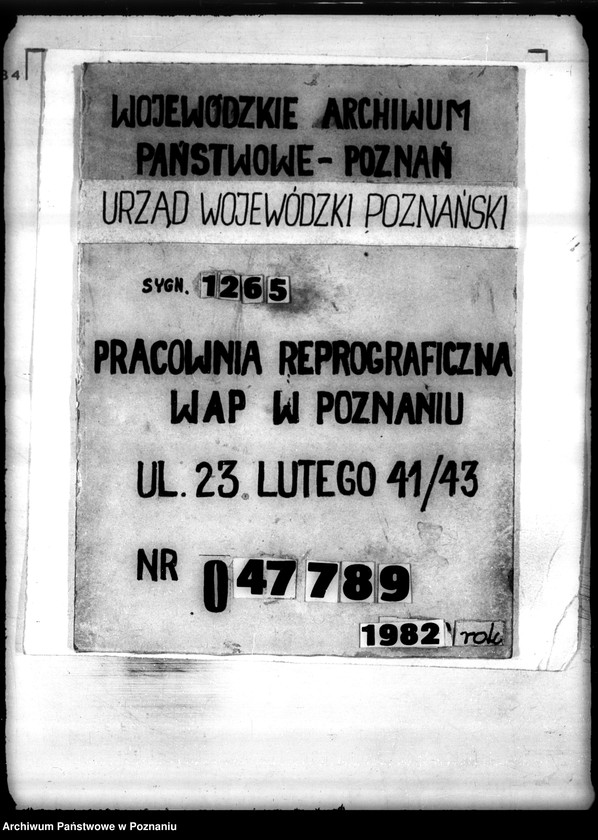 84
WOJEWÓDZKIE ARCHIWUM
PAŃSTWOWE - POZNAŃ
URZĄD WOJEWÓDZKI POZNAŃSKI
SYGN. 1265
PRACOWNIA REPROGRAFICZNA
WAP W POZNANIU
UL. 23 LUTEGO 41/43
NR 047789
1982 rok
Archiwum Państwowe w Poznaniu